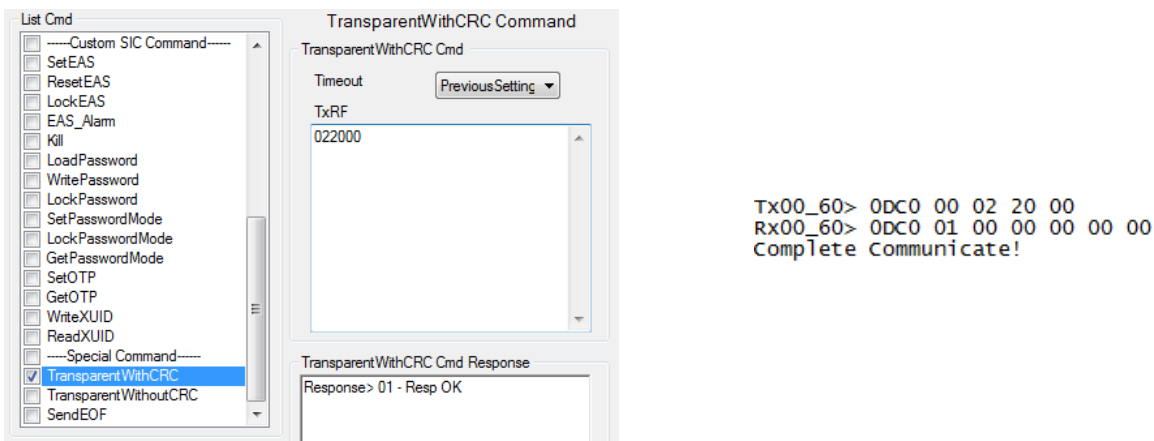 List Cmd
------Custom SIC Command------
SetEAS
ResetEAS
LockEAS
EAS_Alarm
Kill
LoadPassword
WritePassword
LockPassword
SetPasswordMode
LockPasswordMode
GetPasswordMode
SetOTP
GetOTP
WriteXUID
ReadXUID
-----Special Command------
TransparentWithCRC
TransparentWithoutCRC
SendEOF
TransparentWithCRC Command
TransparentWithCRC Cmd
Timeout
PreviousSetting
TxRF
022000
TransparentWithCRC Cmd Response
Response> 01 - Resp OK
Tx00_60> 0DC0 00 02 20 00
Rx00_60> 0DC0 01 00 00 00 00 00
Complete Communicate!